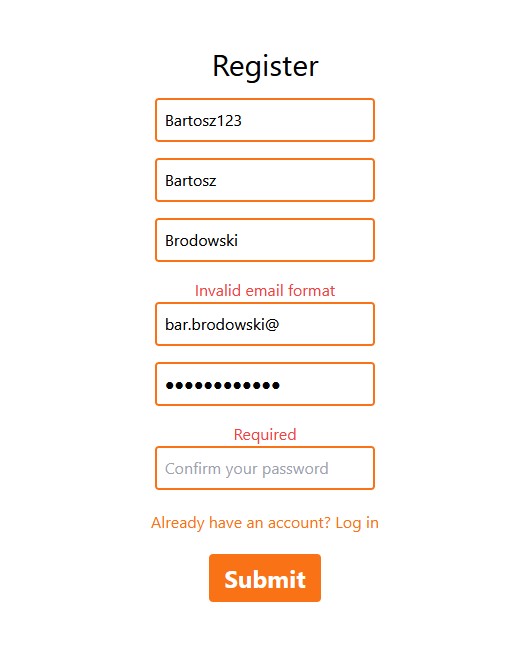 Register
Bartosz123
Bartosz
Brodowski
Invalid email format
bar.brodowski@
●●●●●●●●●●●●
Required
Confirm your password
Already have an account? Log in
Submit